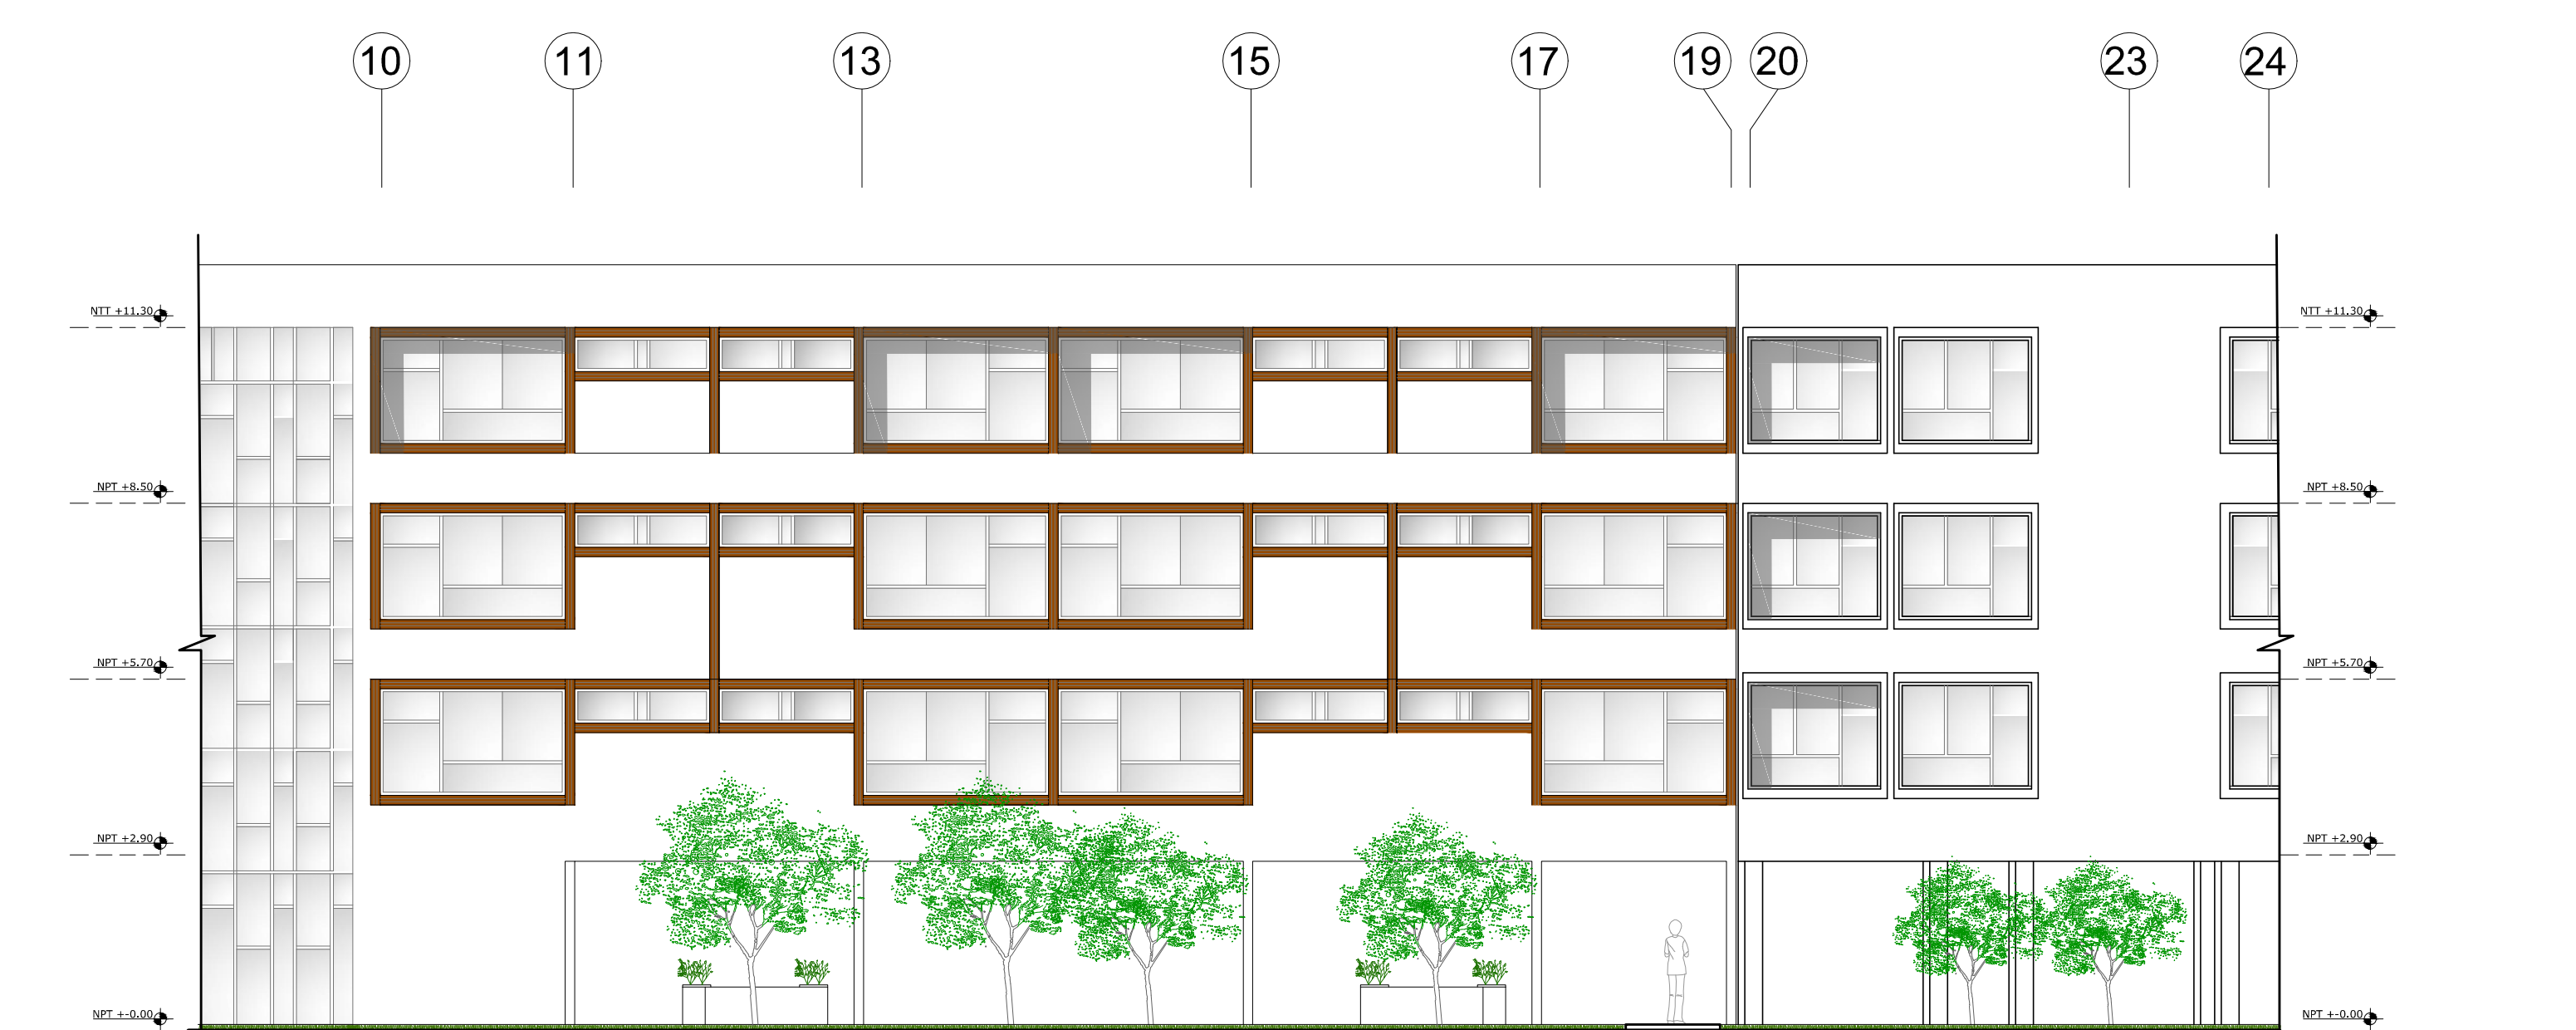 10 11 13 15 17 19 20 23 24
NTT +11.30 NTT +11.30
NPT +8.50 NPT +8.50
NPT +5.70 NPT +5.70
NPT +2.90 NPT +2.90
NPT +-0.00 NPT +-0.00